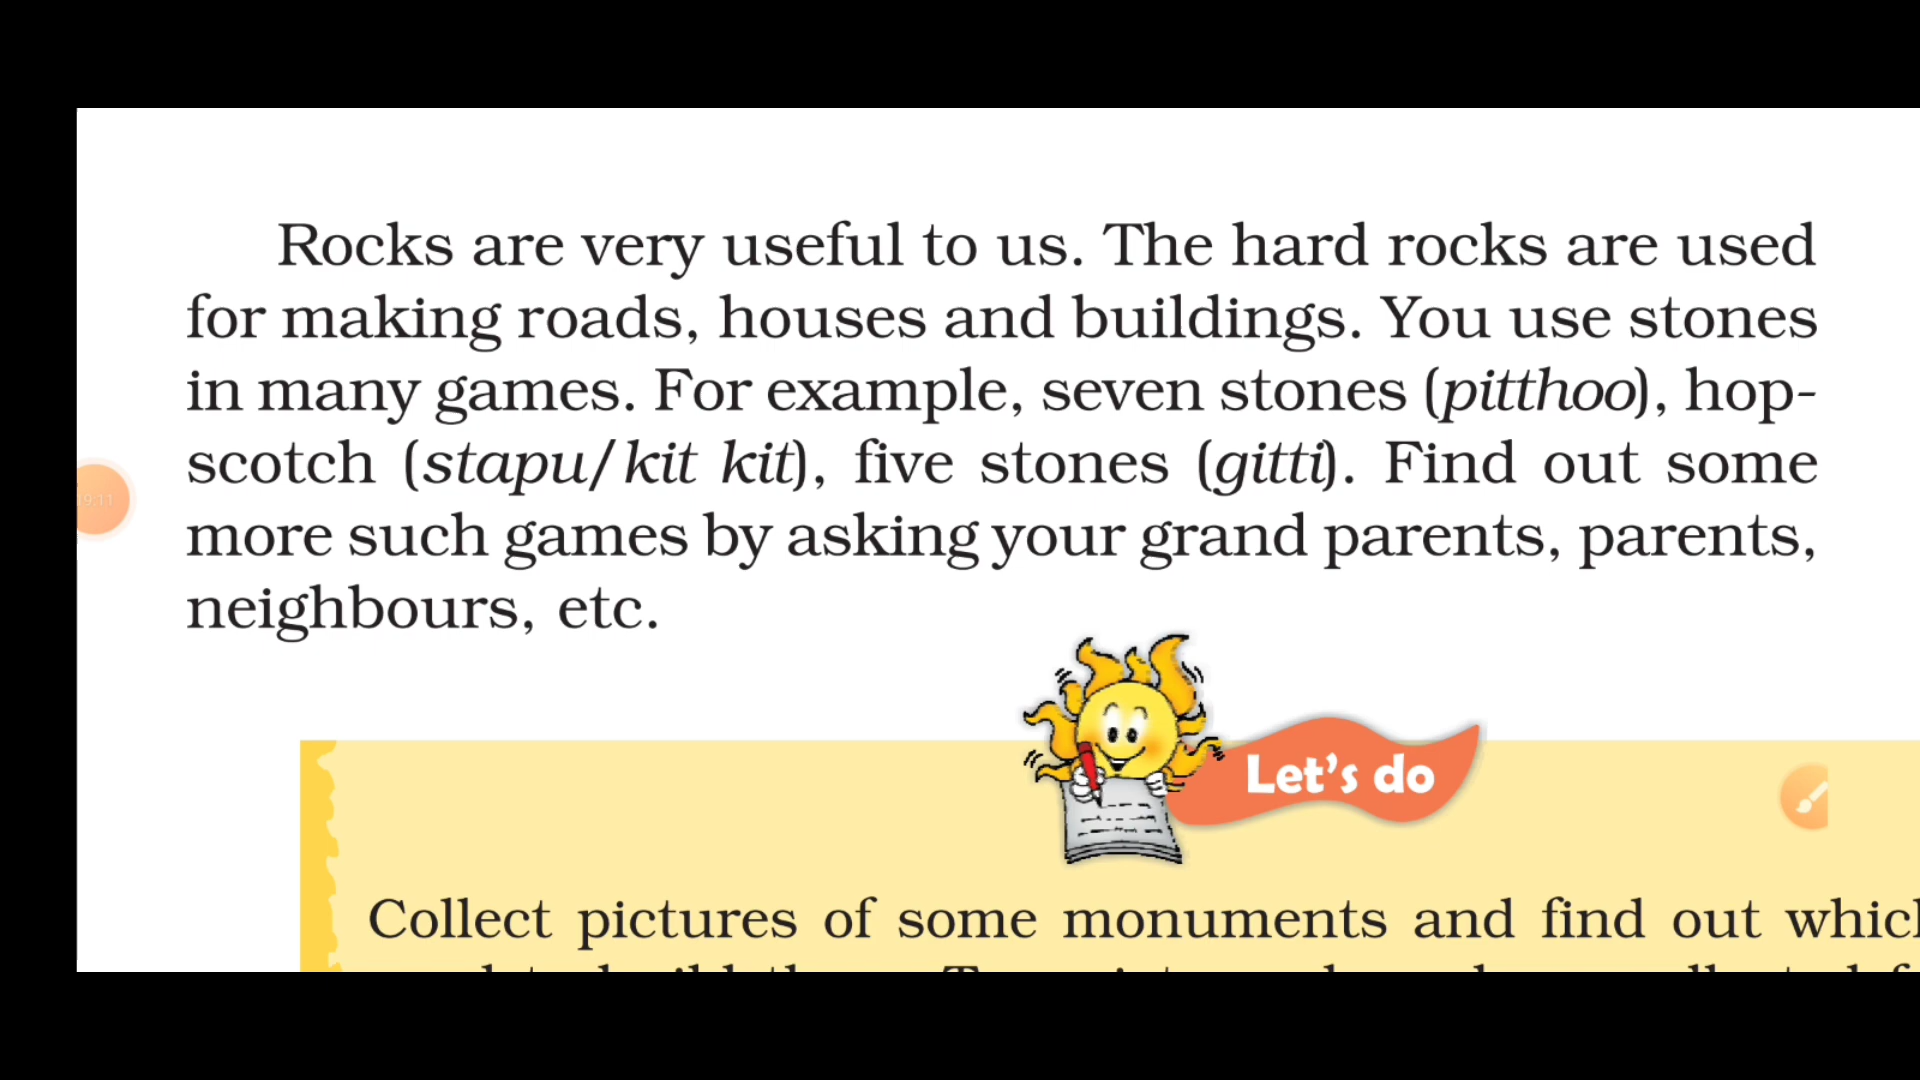 Rocks are very useful to us. The hard rocks are used
for making roads, houses and buildings. You use stones
in many games. For example, seven stones (pitthoo), hop-
scotch (stapu/kit kit), five stones (gitti). Find out some
more such games by asking your grand parents, parents,
neighbours, etc.
19:11
Let's do
Collect pictures of some monuments and find out